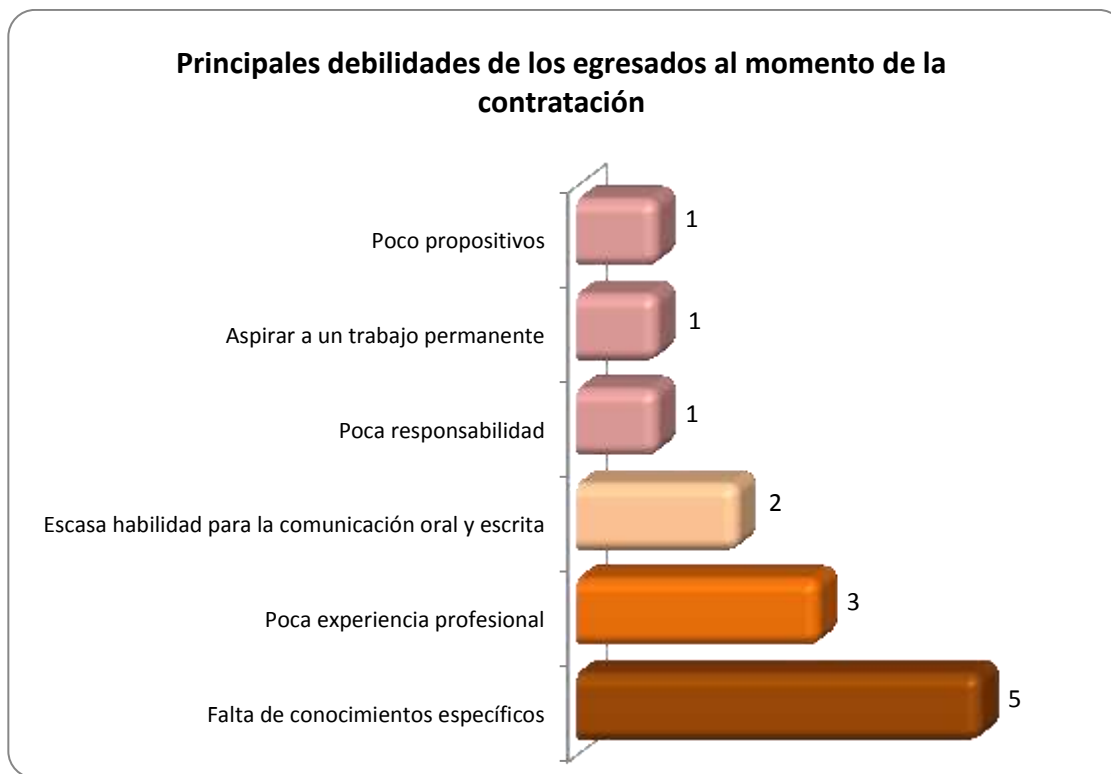 Principales debilidades de los egresados al momento de la
contratación
Poco propositivos
1
Aspirar a un trabajo permanente
1
Poca responsabilidad
1
Escasa habilidad para la comunicación oral y escrita
2
Poca experiencia profesional
3
Falta de conocimientos específicos
5